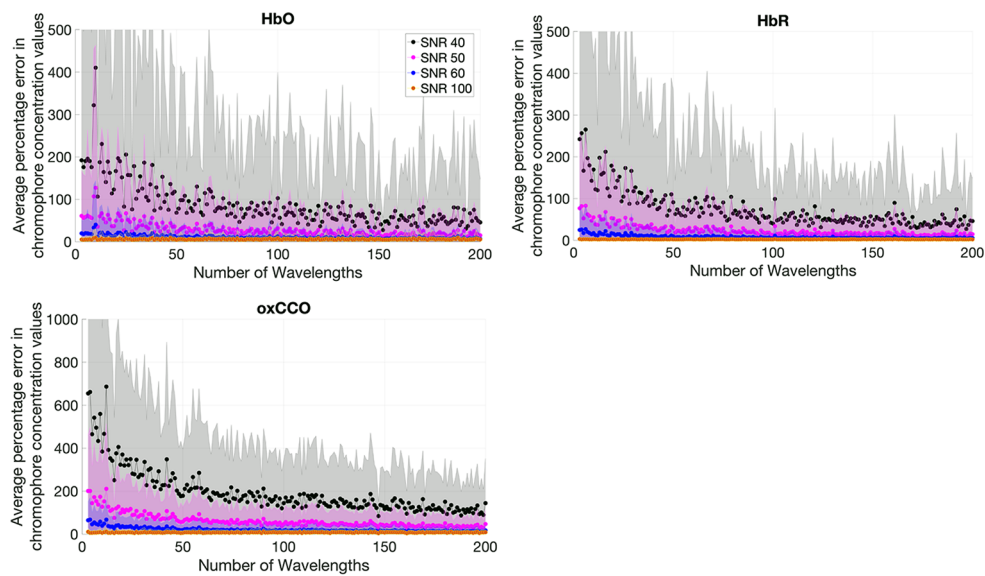 HbO
Average percentage error in
chromophore concentration values
500
400
300
200
100
0
SNR 40
SNR 50
SNR 60
SNR 100
0 50 100 150 200
Number of Wavelengths
HbR
Average percentage error in
chromophore concentration values
500
400
300
200
100
0
0 50 100 150 200
Number of Wavelengths
oxCCO
Average percentage error in
chromophore concentration values
1000
800
600
400
200
0
0 50 100 150 200
Number of Wavelengths